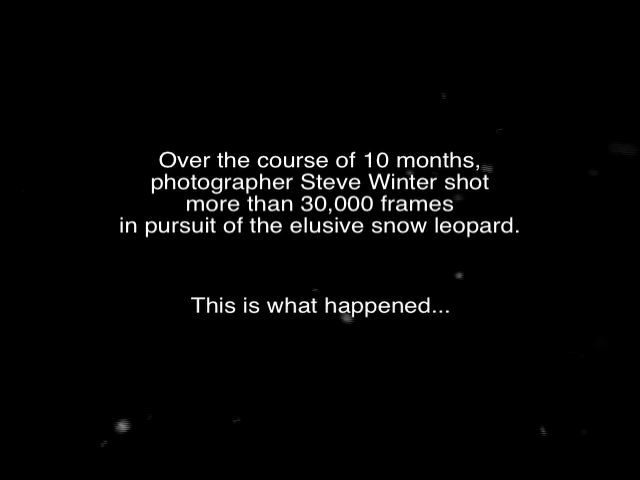 Over the course of 10 months,
photographer Steve Winter shot
more than 30,000 frames
in pursuit of the elusive snow leopard.
This is what happened...